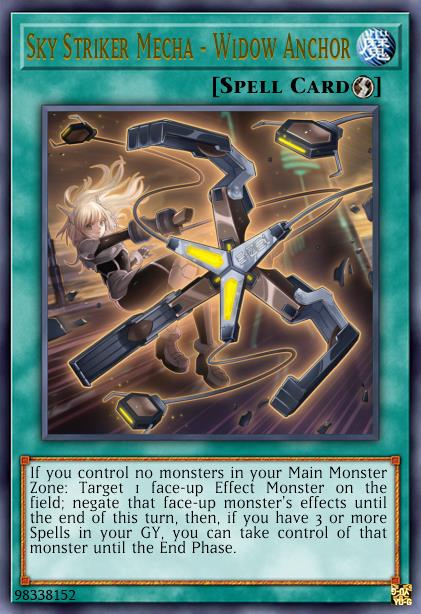 Sky Striker Mecha - Widow Anchor
魔
[Spell Card]
If you control no monsters in your Main Monster
Zone: Target 1 face-up Effect Monster on the
field; negate that face-up monster's effects until
the end of this turn, then, if you have 3 or more
Spells in your GY, you can take control of that
monster until the End Phase.
98338152